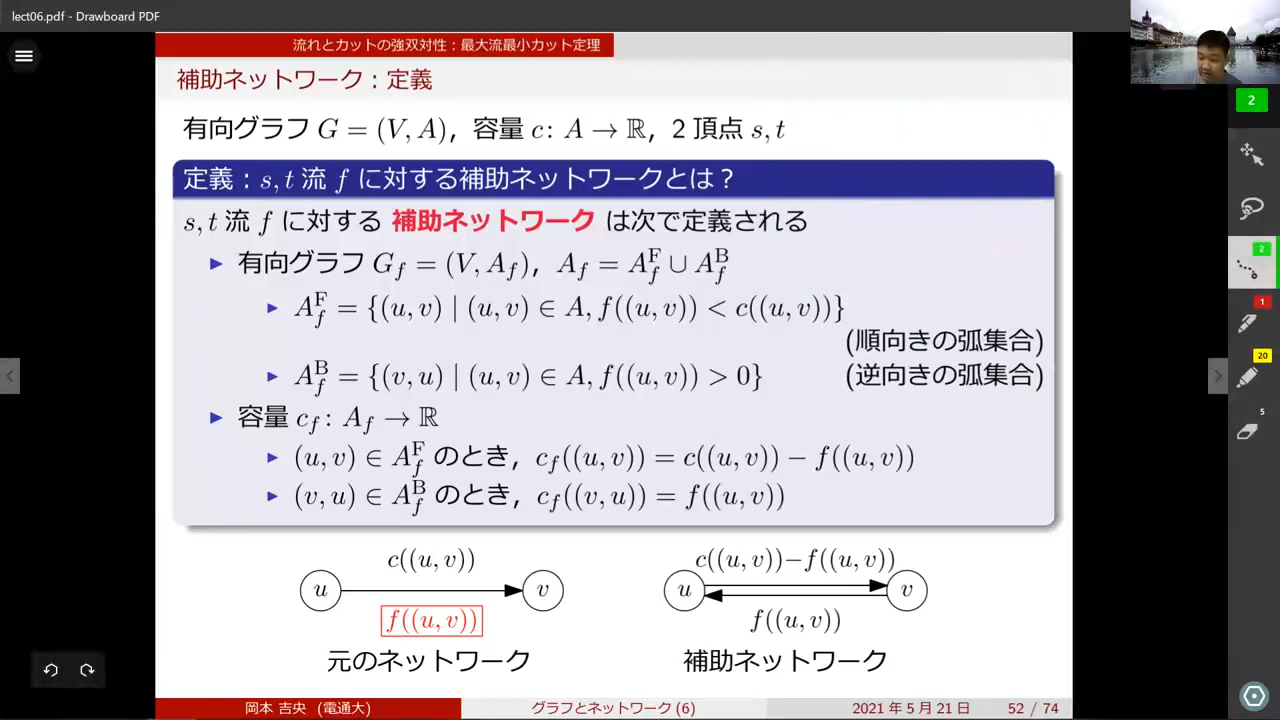 lect06.pdf - Drawboard PDF
流れとカットの強双対性：最大流最小カット定理
補助ネットワーク：定義
有向グラフ G = (V, A)，容量 c: A → ℝ，2 頂点 s, t
定義：s, t 流 f に対する補助ネットワークとは？
s, t 流 f に対する 補助ネットワーク は次で定義される
▶ 有向グラフ G_f = (V, A_f)，A_f = A_f^F ∪ A_f^B
▶ A_f^F = {(u, v) | (u, v) ∈ A, f((u, v)) < c((u, v))}
(順向きの弧集合)
▶ A_f^B = {(v, u) | (u, v) ∈ A, f((u, v)) > 0} (逆向きの弧集合)
▶ 容量 c_f: A_f → ℝ
▶ (u, v) ∈ A_f^F のとき，c_f((u, v)) = c((u, v)) − f((u, v))
▶ (v, u) ∈ A_f^B のとき，c_f((v, u)) = f((u, v))
c((u, v))
u v
f((u, v))
元のネットワーク
c((u, v))−f((u, v))
u v
f((u, v))
補助ネットワーク
岡本 吉央 (電通大) グラフとネットワーク (6) 2021 年 5 月 21 日 52 / 74
2
2
1
20
5